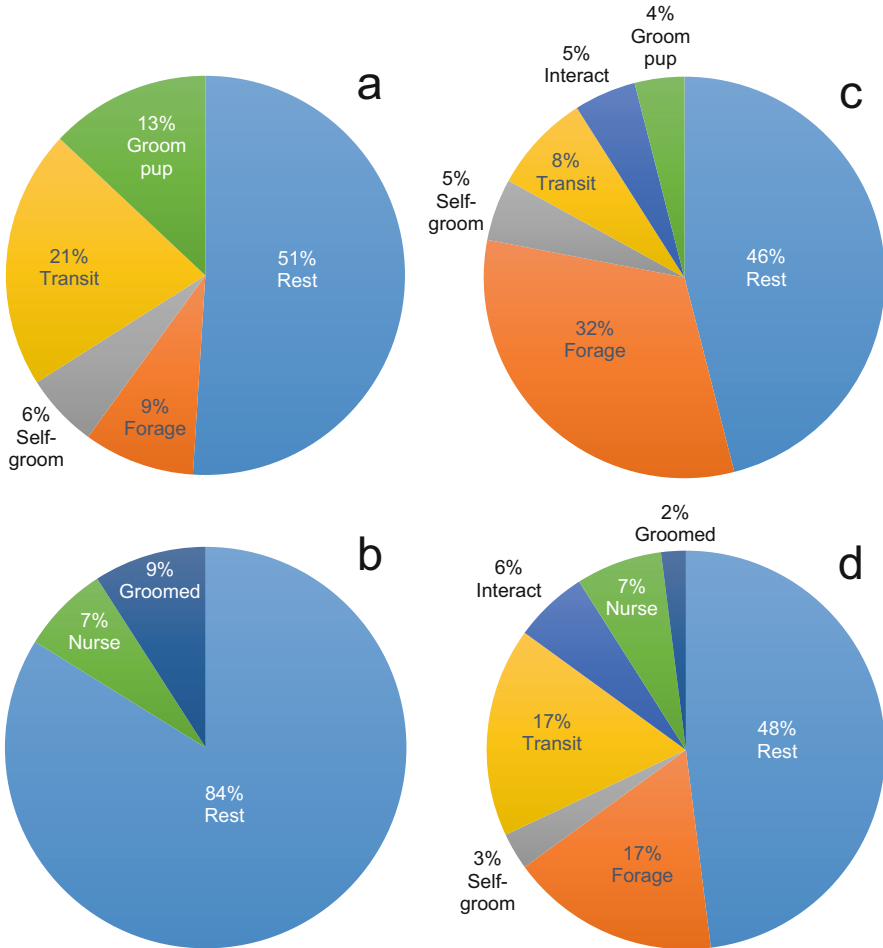 a
13%
Groom
pup
21%
Transit
51%
Rest
6%
Self-
groom
9%
Forage
c
4%
Groom
pup
5%
Interact
8%
Transit
5%
Self-
groom
46%
Rest
32%
Forage
b
9%
Groomed
7%
Nurse
84%
Rest
d
2%
Groomed
6%
Interact
7%
Nurse
17%
Transit
48%
Rest
3%
Self-
groom
17%
Forage